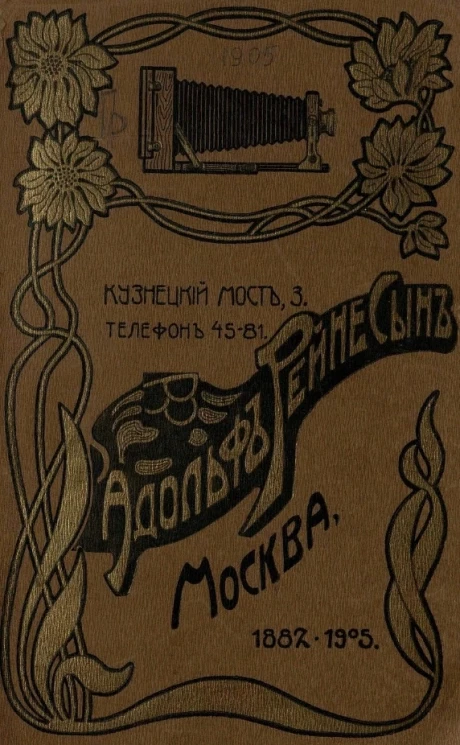 1905
Кузнецкій Мостъ, 3.
Телефонъ 45-81.
Адольфъ Рейне Сынъ
Москва,
1882 · 1905.